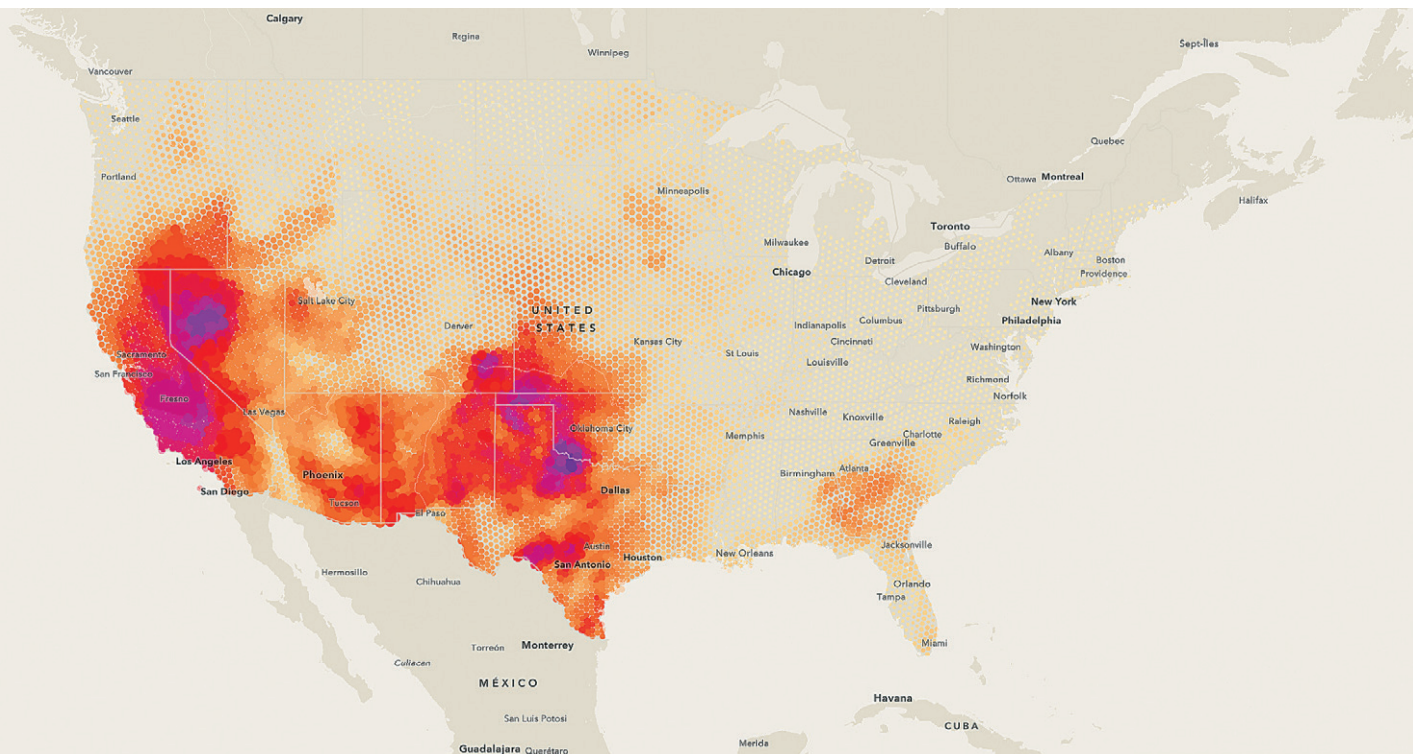 Calgary
Regina
Winnipeg
Sept-Îles
Vancouver
Seattle
Quebec
Portland
Ottawa
Montreal
Minneapolis
Halifax
Toronto
Milwaukee
Buffalo
Albany
Detroit
Boston
Chicago
Providence
Cleveland
Salt Lake City
New York
UNITED
STATES
Pittsburgh
Denver
Indianapolis
Columbus
Philadelphia
Sacramento
Kansas City
Cincinnati
Washington
St Louis
Louisville
San Francisco
Richmond
Fresno
Norfolk
Las Vegas
Nashville
Knoxville
Raleigh
Oklahoma City
Memphis
Charlotte
Greenville
Los Angeles
Phoenix
Birmingham
Atlanta
San Diego
Dallas
Tucson
El Paso
Austin
Jacksonville
Houston
New Orleans
San Antonio
Hermosillo
Chihuahua
Orlando
Tampa
Miami
Torreón
Monterrey
Culiacan
MÉXICO
Havana
San Luis Potosi
CUBA
Guadalajara
Querétaro
Merida